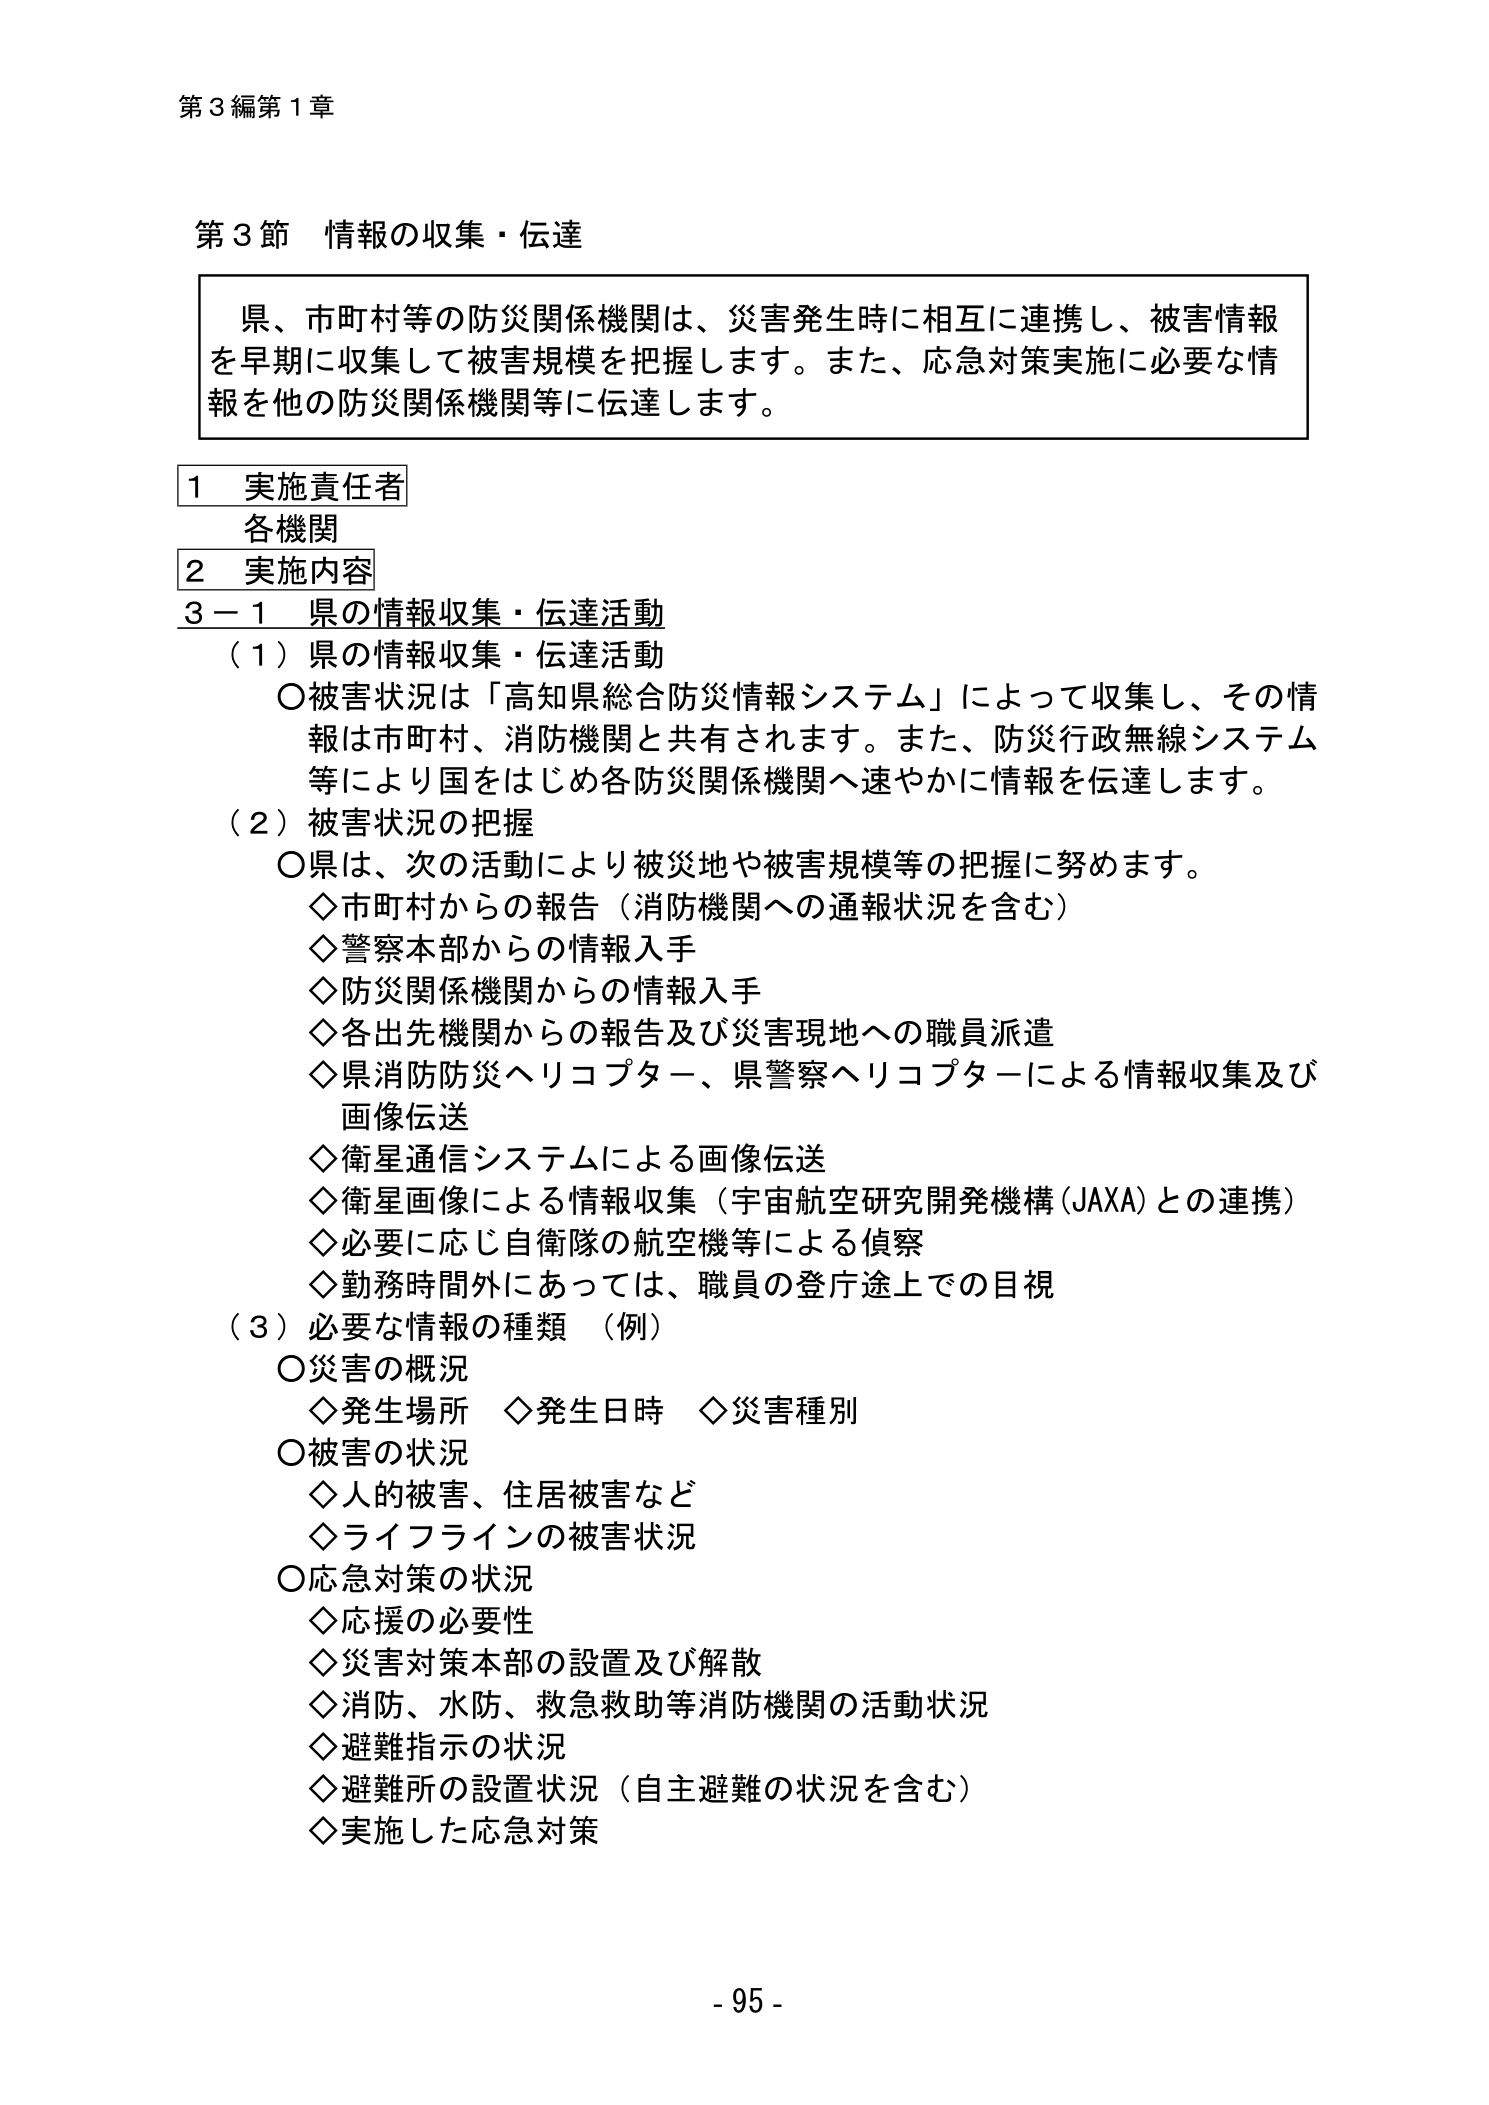 第３編第１章
第３節　情報の収集・伝達
県、市町村等の防災関係機関は、災害発生時に相互に連携し、被害情報
を早期に収集して被害規模を把握します。また、応急対策実施に必要な情
報を他の防災関係機関等に伝達します。
１　実施責任者
各機関
２　実施内容
３－１　県の情報収集・伝達活動
（１）県の情報収集・伝達活動
○被害状況は「高知県総合防災情報システム」によって収集し、その情
報は市町村、消防機関と共有されます。また、防災行政無線システム
等により国をはじめ各防災関係機関へ速やかに情報を伝達します。
（２）被害状況の把握
○県は、次の活動により被災地や被害規模等の把握に努めます。
◇市町村からの報告（消防機関への通報状況を含む）
◇警察本部からの情報入手
◇防災関係機関からの情報入手
◇各出先機関からの報告及び災害現地への職員派遣
◇県消防防災ヘリコプター、県警察ヘリコプターによる情報収集及び
画像伝送
◇衛星通信システムによる画像伝送
◇衛星画像による情報収集（宇宙航空研究開発機構(JAXA)との連携）
◇必要に応じ自衛隊の航空機等による偵察
◇勤務時間外にあっては、職員の登庁途上での目視
（３）必要な情報の種類　（例）
○災害の概況
◇発生場所　◇発生日時　◇災害種別
○被害の状況
◇人的被害、住居被害など
◇ライフラインの被害状況
○応急対策の状況
◇応援の必要性
◇災害対策本部の設置及び解散
◇消防、水防、救急救助等消防機関の活動状況
◇避難指示の状況
◇避難所の設置状況（自主避難の状況を含む）
◇実施した応急対策
- 95 -